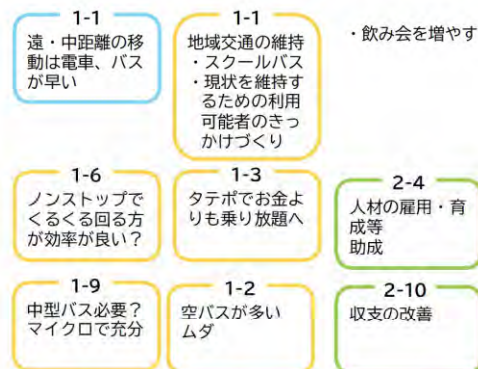 1-1
遠・中距離の移
動は電車、バス
が早い
1-1
地域交通の維持
・スクールバス
・現状を維持す
るための利用
可能者のきっ
かけづくり
・飲み会を増やす
1-6
ノンストップで
くるくる回る方
が効率が良い？
1-3
タテポでお金よ
りも乗り放題へ
2-4
人材の雇用・育
成等
助成
1-9
中型バス必要？
マイクロで充分
1-2
空バスが多い
ムダ
2-10
収支の改善